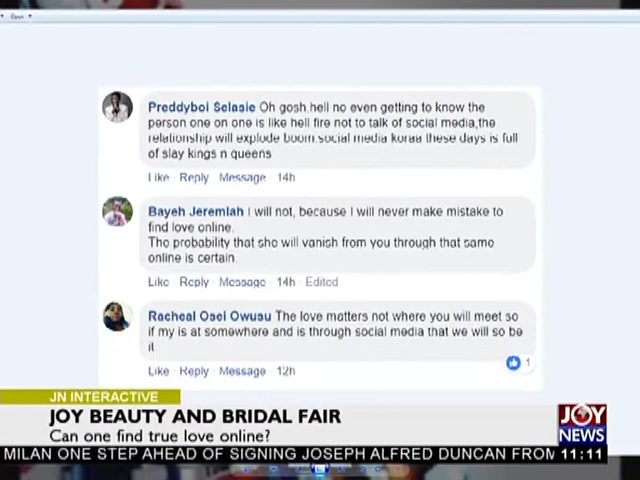 Open
Preddyboi Selasie Oh gosh.hell no even getting to know the
person one on one is like hell fire not to talk of social media,the
relationship will explode boom.social media koraa these days is full
of slay kings n queens
Like · Reply · Message · 14h
Bayeh Jeremiah I will not, because I will never make mistake to
find love online.
The probability that she will vanish from you through that same
online is certain.
Like · Reply · Message · 14h · Edited
Racheal Osei Owusu The love matters not where you will meet so
if my is at somewhere and is through social media that we will so be
it
1
Like · Reply · Message · 12h
JN INTERACTIVE
JOY BEAUTY AND BRIDAL FAIR
Can one find true love online?
JOY
NEWS
MILAN ONE STEP AHEAD OF SIGNING JOSEPH ALFRED DUNCAN FROM
11:11